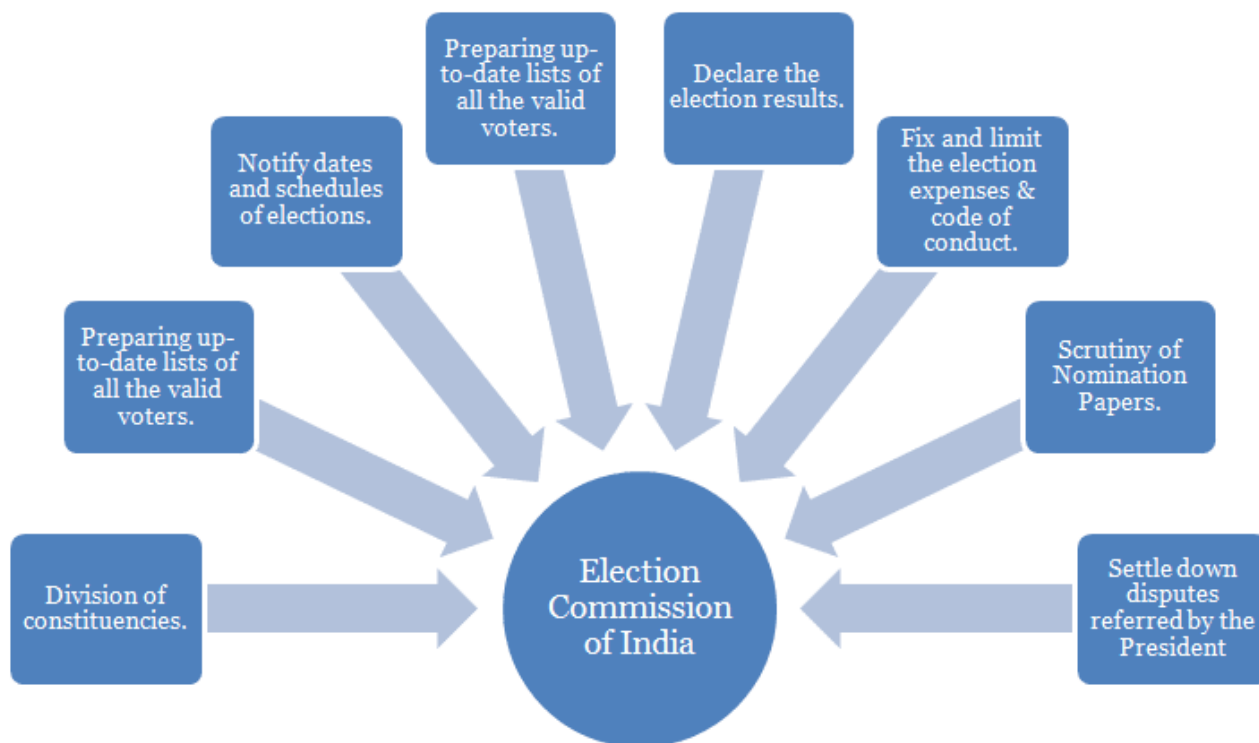 Preparing up-
to-date lists of
all the valid
voters.
Declare the
election results.
Notify dates
and schedules
of elections.
Fix and limit
the election
expenses &
code of
conduct.
Preparing up-
to-date lists of
all the valid
voters.
Scrutiny of
Nomination
Papers.
Division of
constituencies.
Election
Commission
of India
Settle down
disputes
referred by the
President